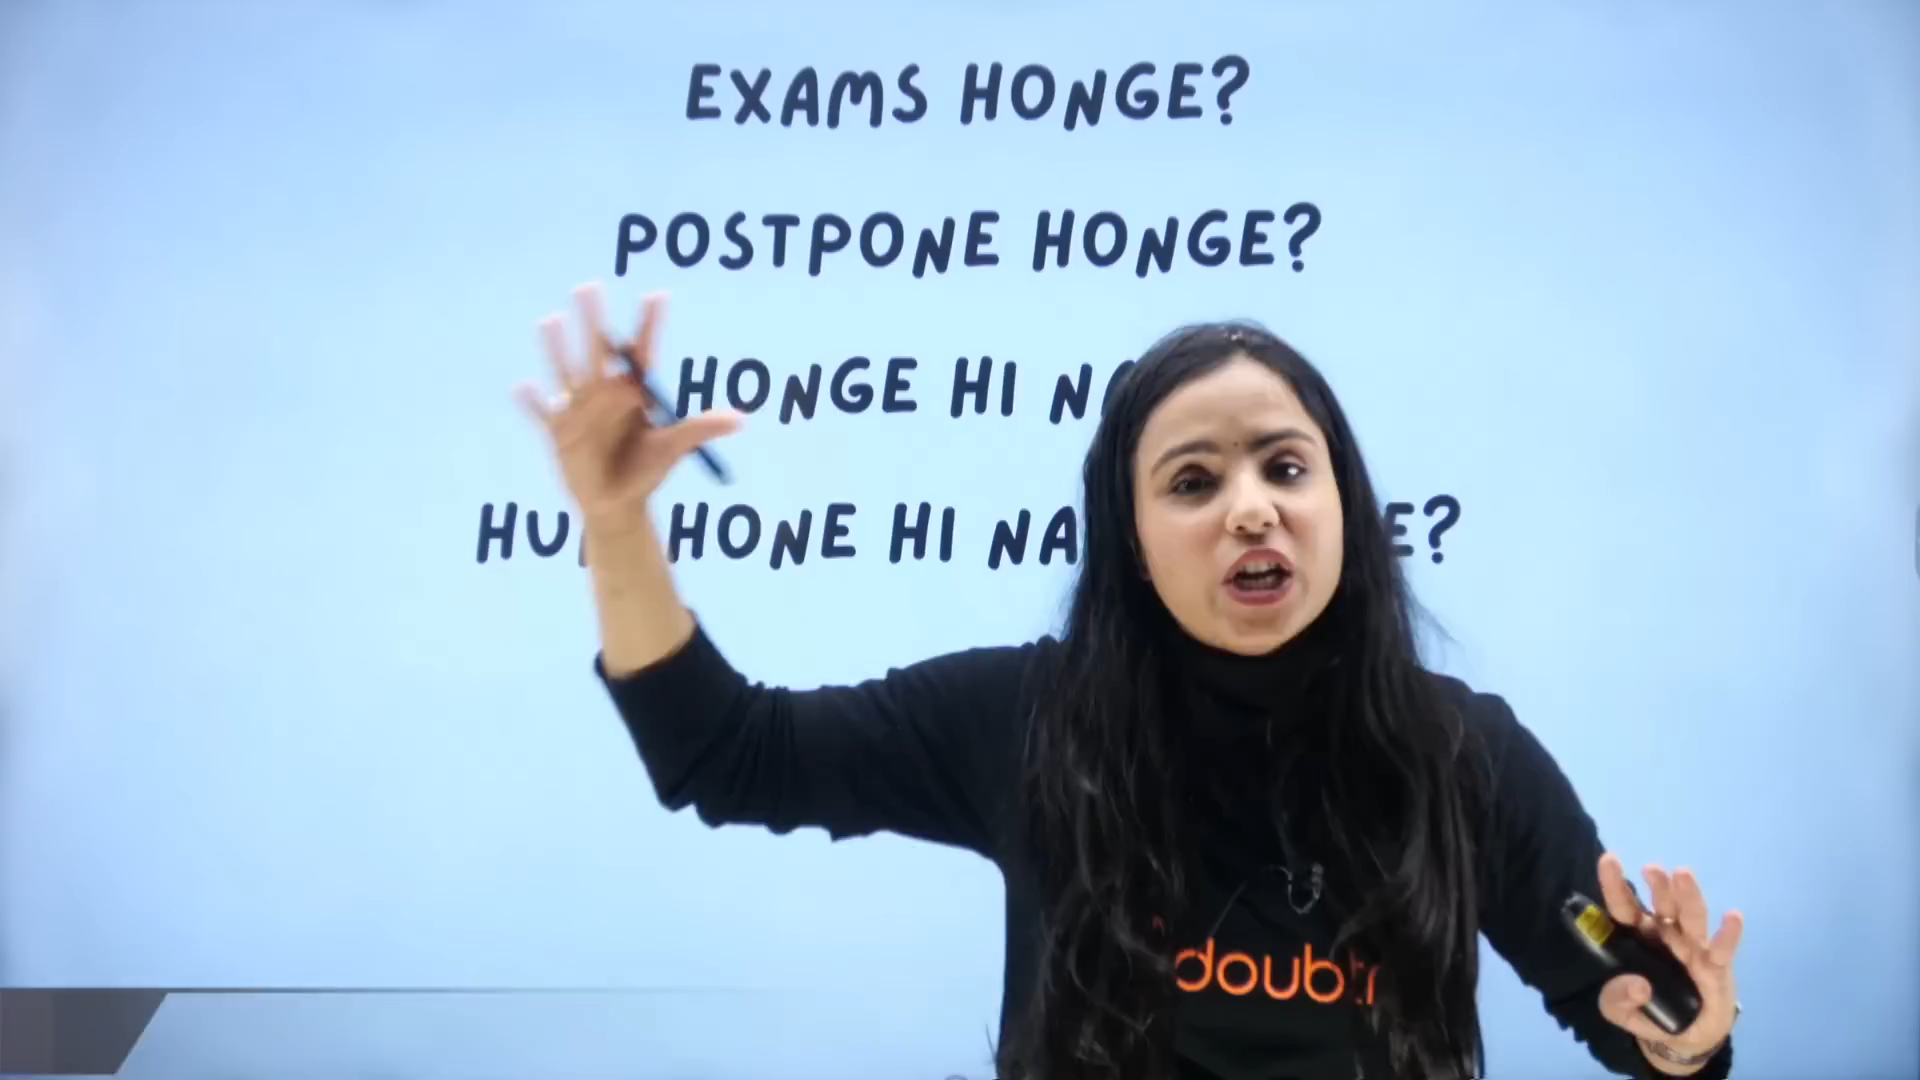 EXAMS HONGE?
POSTPONE HONGE?
HONGE HI
HONE HI
doubt